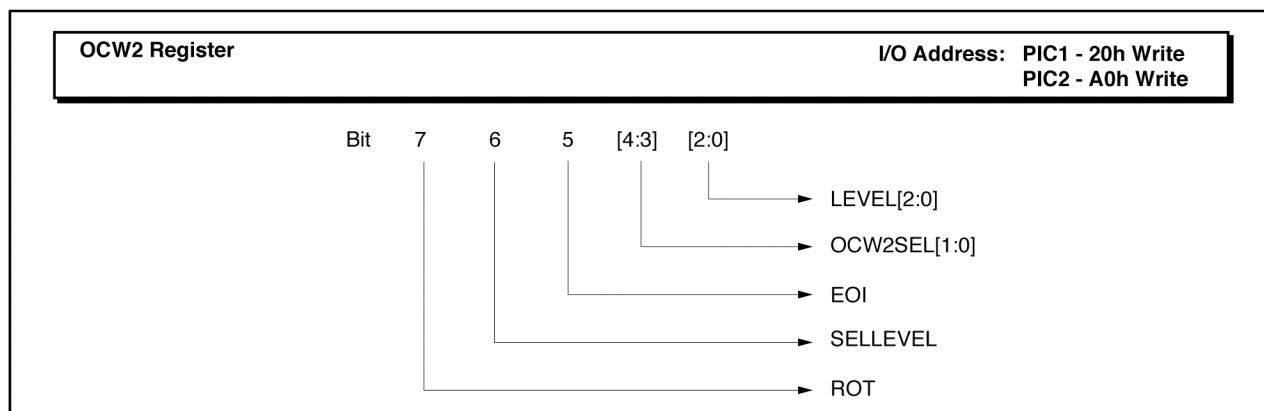 OCW2 Register I/O Address: PIC1 - 20h Write
PIC2 - A0h Write
Bit 7 6 5 [4:3] [2:0]
LEVEL[2:0]
OCW2SEL[1:0]
EOI
SELLEVEL
ROT